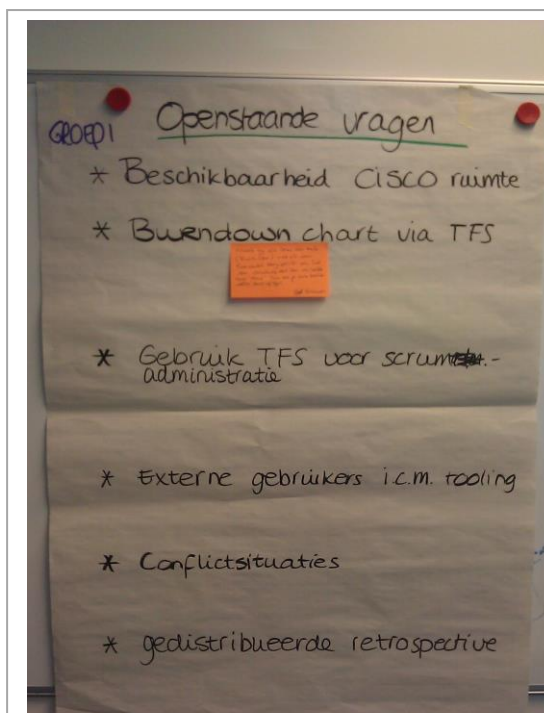 GROEP 1
Openstaande vragen
* Beschikbaarheid CISCO ruimte
* Burndown chart via TFS
* Gebruik TFS voor scrum-
administratie
* Externe gebruikers i.c.m. tooling
* Conflictsituaties
* gedistribueerde retrospective